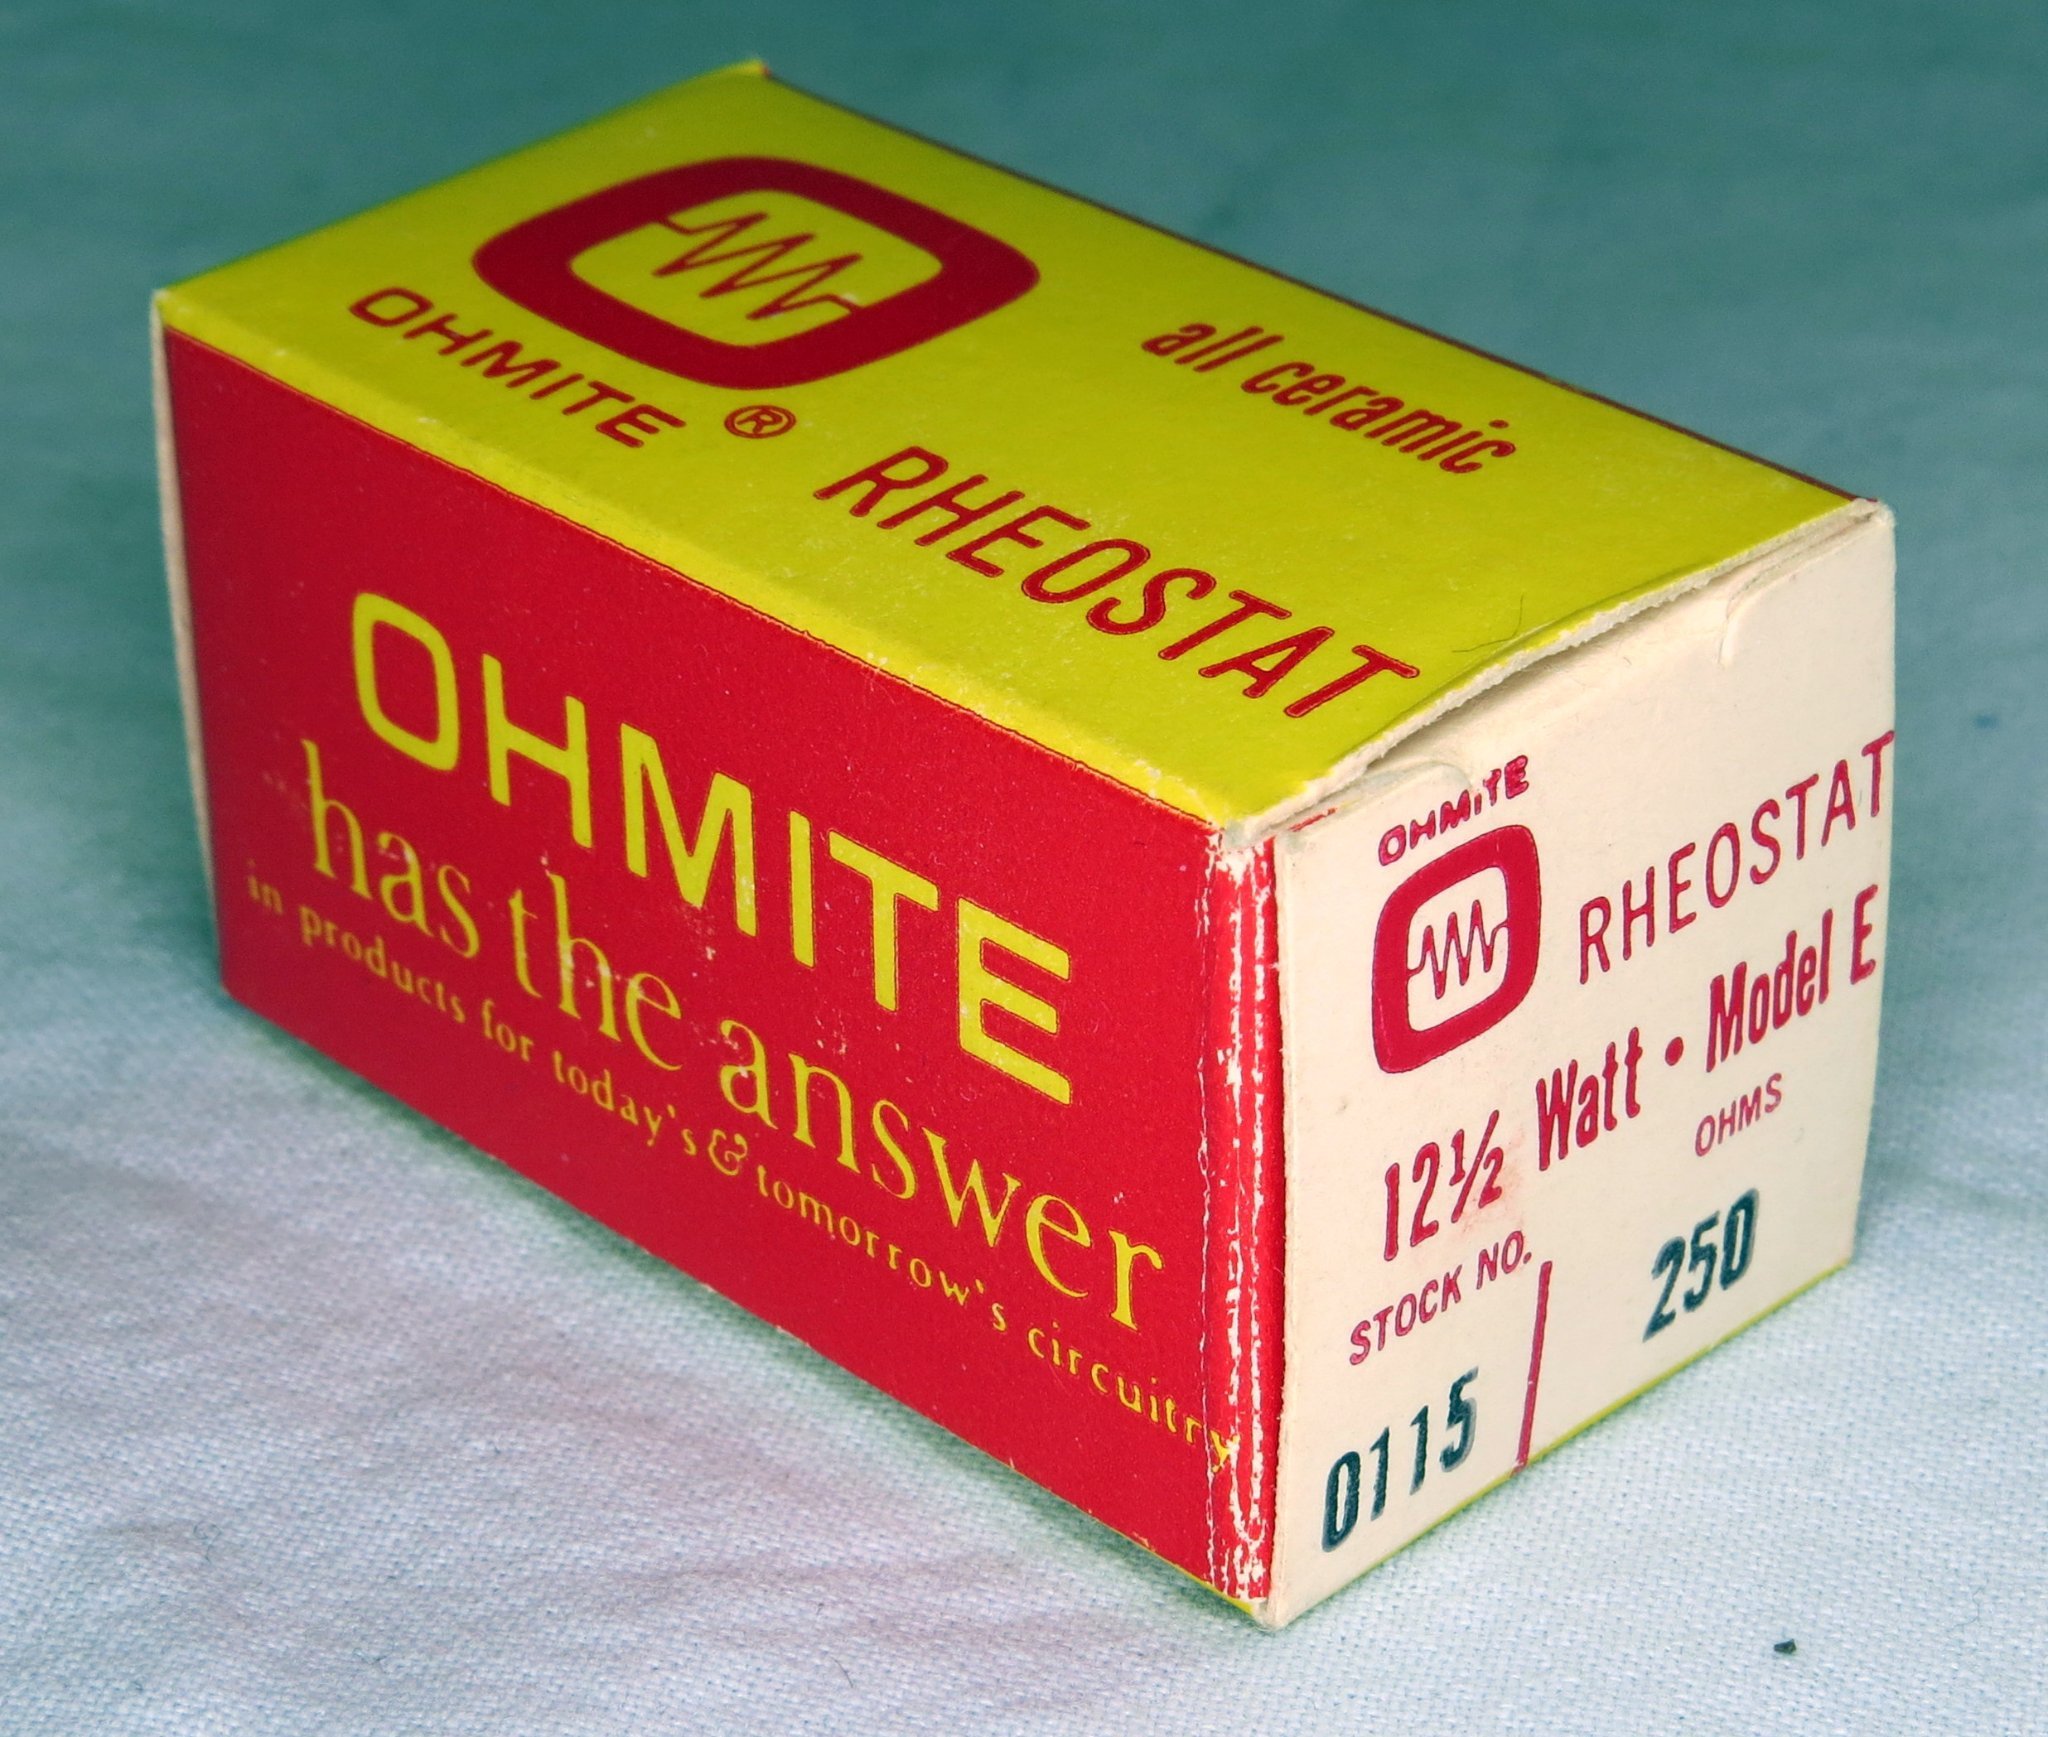 OHMITE ®
all ceramic
RHEOSTAT
OHMITE
has the answer
in products for today's & tomorrow's circuitry
OHMITE
RHEOSTAT
12½ Watt • Model E
OHMS
STOCK NO.
250
0115